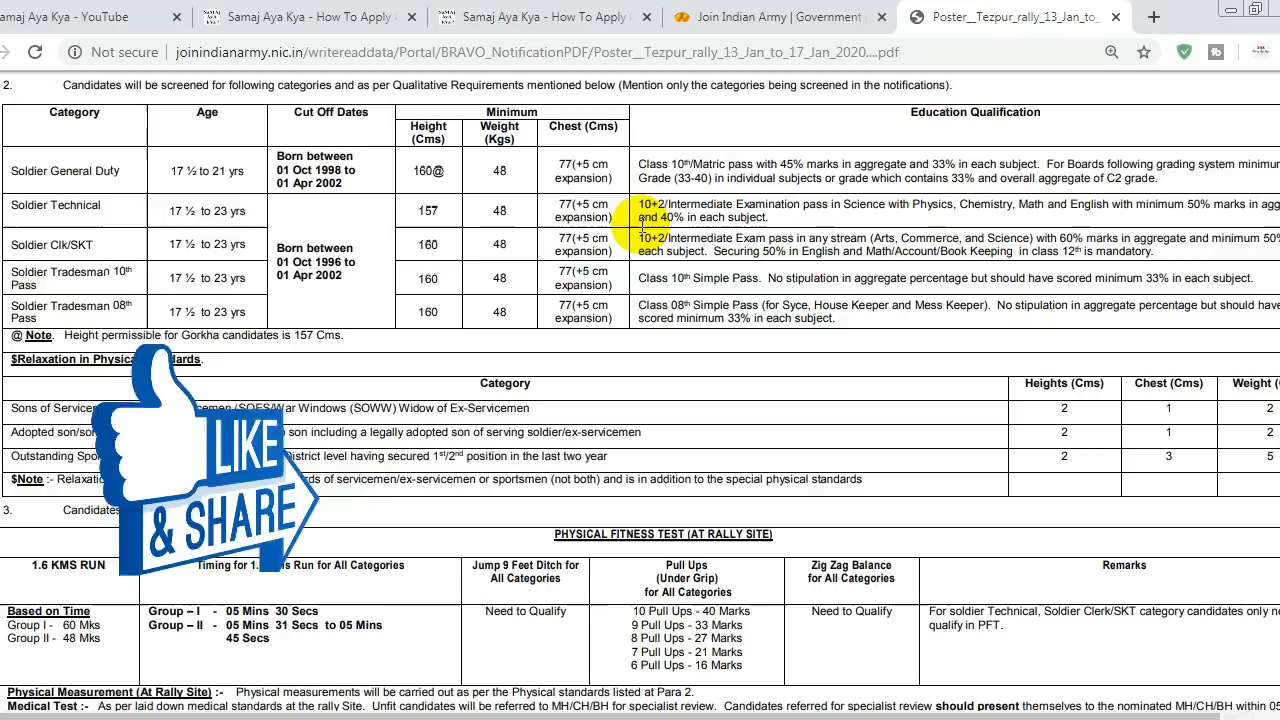 Samaj Aya Kya - YouTube
Samaj Aya Kya - How To Apply
Samaj Aya Kya - How To Apply
Join Indian Army | Government
Poster__Tezpur_rally_13_Jan_to_
Not secure | joinindianarmy.nic.in/writereaddata/Portal/BRAVO_NotificationPDF/Poster__Tezpur_rally_13_Jan_to_17_Jan_2020....pdf
2. Candidates will be screened for following categories and as per Qualitative Requirements mentioned below (Mention only the categories being screened in the notifications).
Category Age Cut Off Dates Minimum Education Qualification
Height (Cms) Weight (Kgs) Chest (Cms)
Soldier General Duty 17 ½ to 21 yrs Born between 01 Oct 1998 to 01 Apr 2002 160@ 48 77(+5 cm expansion) Class 10th/Matric pass with 45% marks in aggregate and 33% in each subject. For Boards following grading system minimum
Grade (33-40) in individual subjects or grade which contains 33% and overall aggregate of C2 grade.
Soldier Technical 17 ½ to 23 yrs 157 48 77(+5 cm expansion) 10+2/Intermediate Examination pass in Science with Physics, Chemistry, Math and English with minimum 50% marks in
and 40% in each subject.
Born between 01 Oct 1996 to 01 Apr 2002
Soldier Clk/SKT 17 ½ to 23 yrs 160 48 77(+5 cm expansion) 10+2/Intermediate Exam pass in any stream (Arts, Commerce, and Science) with 60% marks in aggregate and minimum 50%
each subject. Securing 50% in English and Math/Account/Book Keeping in class 12th is mandatory.
Soldier Tradesman 10th Pass 17 ½ to 23 yrs 160 48 77(+5 cm expansion) Class 10th Simple Pass. No stipulation in aggregate percentage but should have scored minimum 33% in each subject.
Soldier Tradesman 08th Pass 17 ½ to 23 yrs 160 48 77(+5 cm expansion) Class 08th Simple Pass (for Syce, House Keeper and Mess Keeper). No stipulation in aggregate percentage but should have
scored minimum 33% in each subject.
@ Note. Height permissible for Gorkha candidates is 157 Cms.
$Relaxation in
Category Heights (Cms) Chest (Cms) Weight
Sons of (SOES/War Windows (SOWW) Widow of Ex-Servicemen 2 1 2
Adopted son including a legally adopted son of serving soldier/ex-servicemen 2 1 2
Outstanding District level having secured 1st/2nd position in the last two year 2 3 5
$Note :- of servicemen/ex-servicemen or sportsmen (not both) and is in addition to the special physical standards
LIKE
& SHARE
3. Candidates
PHYSICAL FITNESS TEST (AT RALLY SITE)
1.6 KMS RUN Timing for Run for All Categories Jump 9 Feet Ditch for All Categories Pull Ups (Under Grip) for All Categories Zig Zag Balance for All Categories Remarks
Based on Time Group – I - 05 Mins 30 Secs Need to Qualify 10 Pull Ups - 40 Marks Need to Qualify For soldier Technical, Soldier Clerk/SKT category candidates only
Group I - 60 Mks Group – II - 05 Mins 31 Secs to 05 Mins 9 Pull Ups - 33 Marks qualify in PFT.
Group II - 48 Mks 45 Secs 8 Pull Ups - 27 Marks
7 Pull Ups - 21 Marks
6 Pull Ups - 16 Marks
Physical Measurement (At Rally Site) :- Physical measurements will be carried out as per the Physical standards listed at Para 2.
Medical Test :- As per laid down medical standards at the rally Site. Unfit candidates will be referred to MH/CH/BH for specialist review. Candidates referred for specialist review should present themselves to the nominated MH/CH/BH within